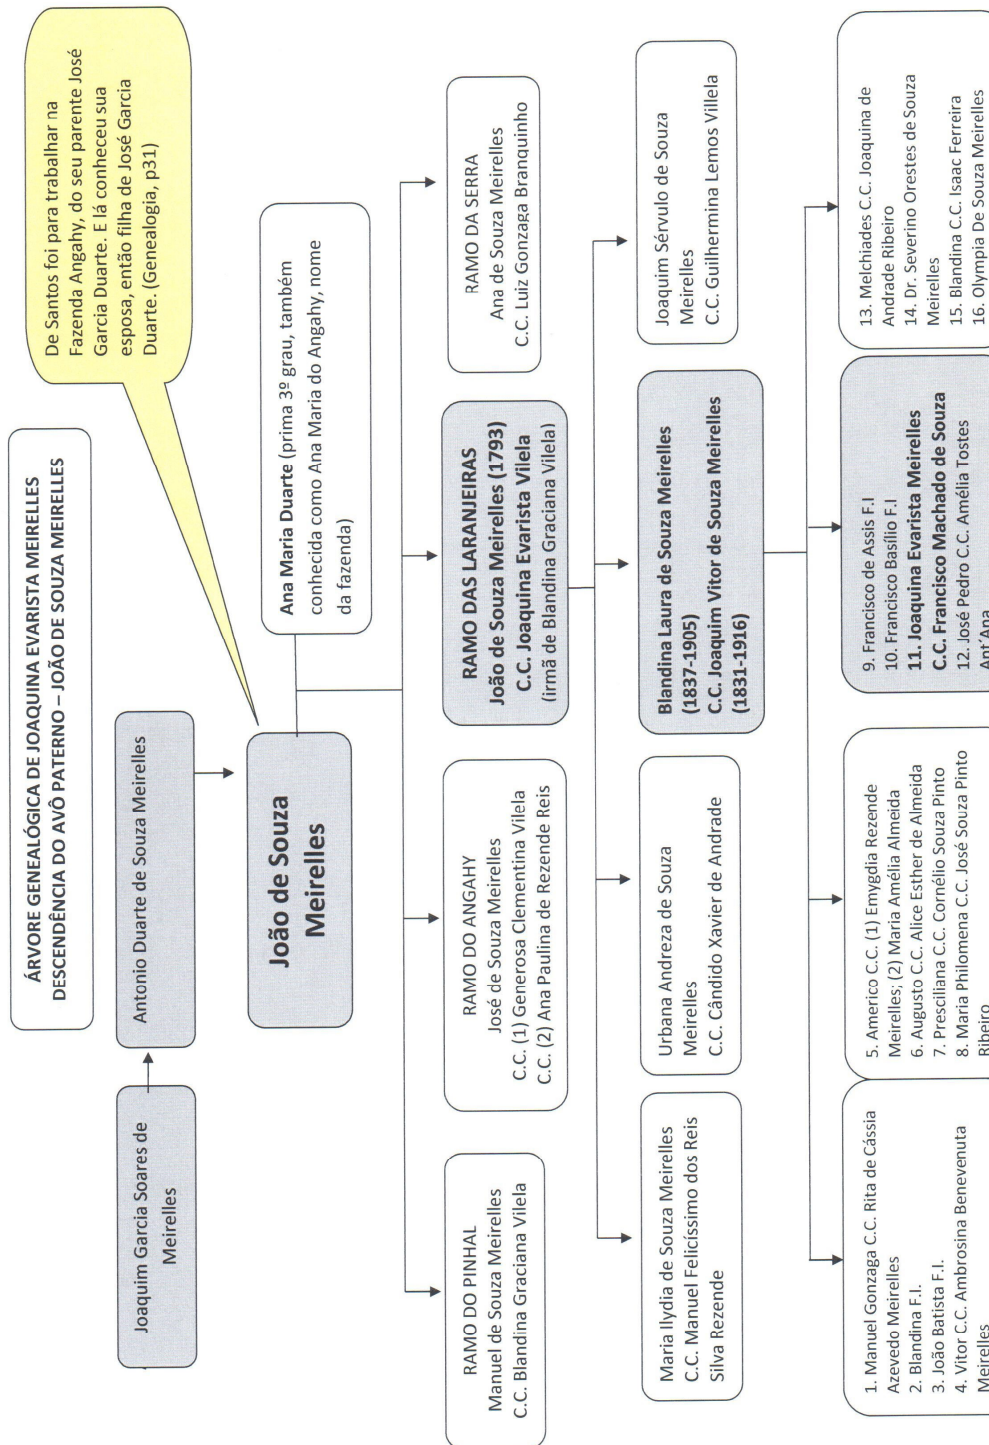 ÁRVORE GENEALÓGICA DE JOAQUINA EVARISTA MEIRELLES
DESCENDÊNCIA DO AVÔ PATERNO – JOÃO DE SOUZA MEIRELLES
Joaquim Garcia Soares de
Meirelles
Antonio Duarte de Souza Meirelles
De Santos foi para trabalhar na
Fazenda Angahy, do seu parente José
Garcia Duarte. E lá conheceu sua
esposa, então filha de José Garcia
Duarte. (Genealogia, p31)
João de Souza
Meirelles
Ana Maria Duarte (prima 3º grau, também
conhecida como Ana Maria do Angahy, nome
da fazenda)
RAMO DO PINHAL
Manuel de Souza Meirelles
C.C. Blandina Graciana Vilela
RAMO DO ANGAHY
José de Souza Meirelles
C.C. (1) Generosa Clementina Vilela
C.C. (2) Ana Paulina de Rezende Reis
RAMO DAS LARANJEIRAS
João de Souza Meirelles (1793)
C.C. Joaquina Evarista Vilela
(irmã de Blandina Graciana Vilela)
RAMO DA SERRA
Ana de Souza Meirelles
C.C. Luiz Gonzaga Branquinho
Maria Ilydia de Souza Meirelles
C.C. Manuel Felicíssimo dos Reis
Silva Rezende
Urbana Andreza de Souza
Meirelles
C.C. Cândido Xavier de Andrade
Blandina Laura de Souza Meirelles
(1837-1905)
C.C. Joaquim Vitor de Souza Meirelles
(1831-1916)
Joaquim Sérvulo de Souza
Meirelles
C.C. Guilhermina Lemos Villela
1. Manuel Gonzaga C.C. Rita de Cássia
Azevedo Meirelles
2. Blandina F.I.
3. João Batista F.I.
4. Vitor C.C. Ambrosina Benevenuta
Meirelles
5. Americo C.C. (1) Emygdia Rezende
Meirelles; (2) Maria Amélia Almeida
6. Augusto C.C. Alice Esther de Almeida
7. Presciliana C.C. Cornélio Souza Pinto
8. Maria Philomena C.C. José Souza Pinto
Ribeiro
9. Francisco de Assis F.I
10. Francisco Basílio F.I
11. Joaquina Evarista Meirelles
C.C. Francisco Machado de Souza
12. José Pedro C.C. Amélia Tostes
Ant´Ana
13. Melchiades C.C. Joaquina de
Andrade Ribeiro
14. Dr. Severino Orestes de Souza
Meirelles
15. Blandina C.C. Isaac Ferreira
16. Olympia De Souza Meirelles